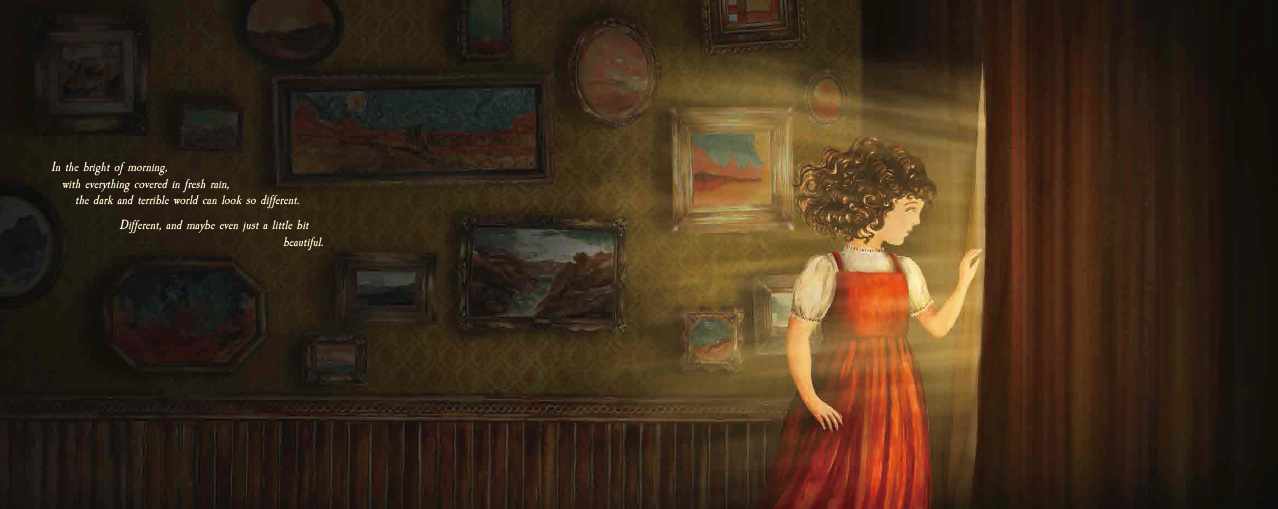 In the bright of morning,
with everything covered in fresh rain,
the dark and terrible world can look so different.
Different, and maybe even just a little bit
beautiful.